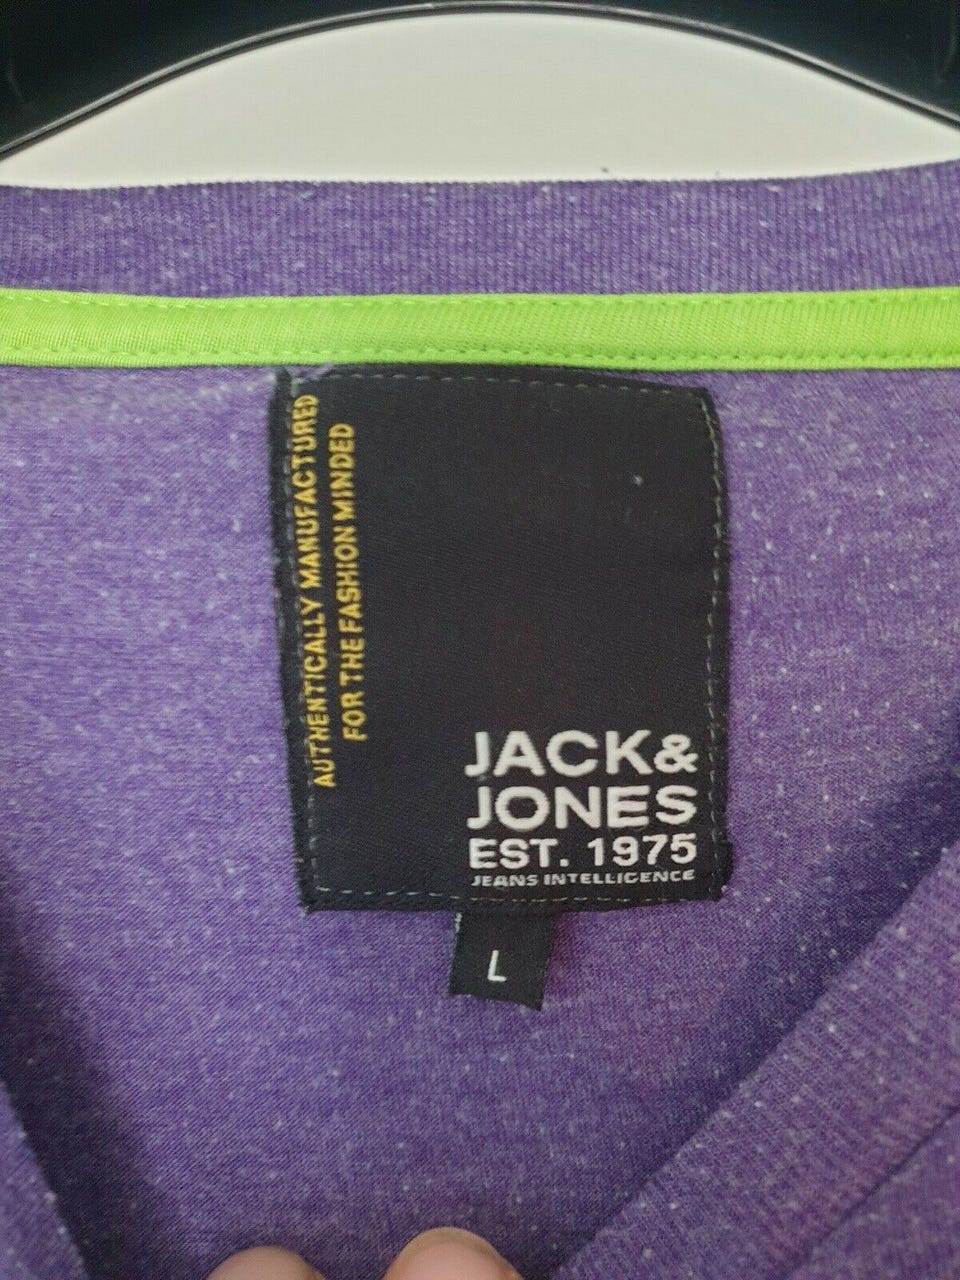 AUTHENTICALLY MANUFACTURED
FOR THE FASHION MINDED
JACK&
JONES
EST. 1975
JEANS INTELLIGENCE
L